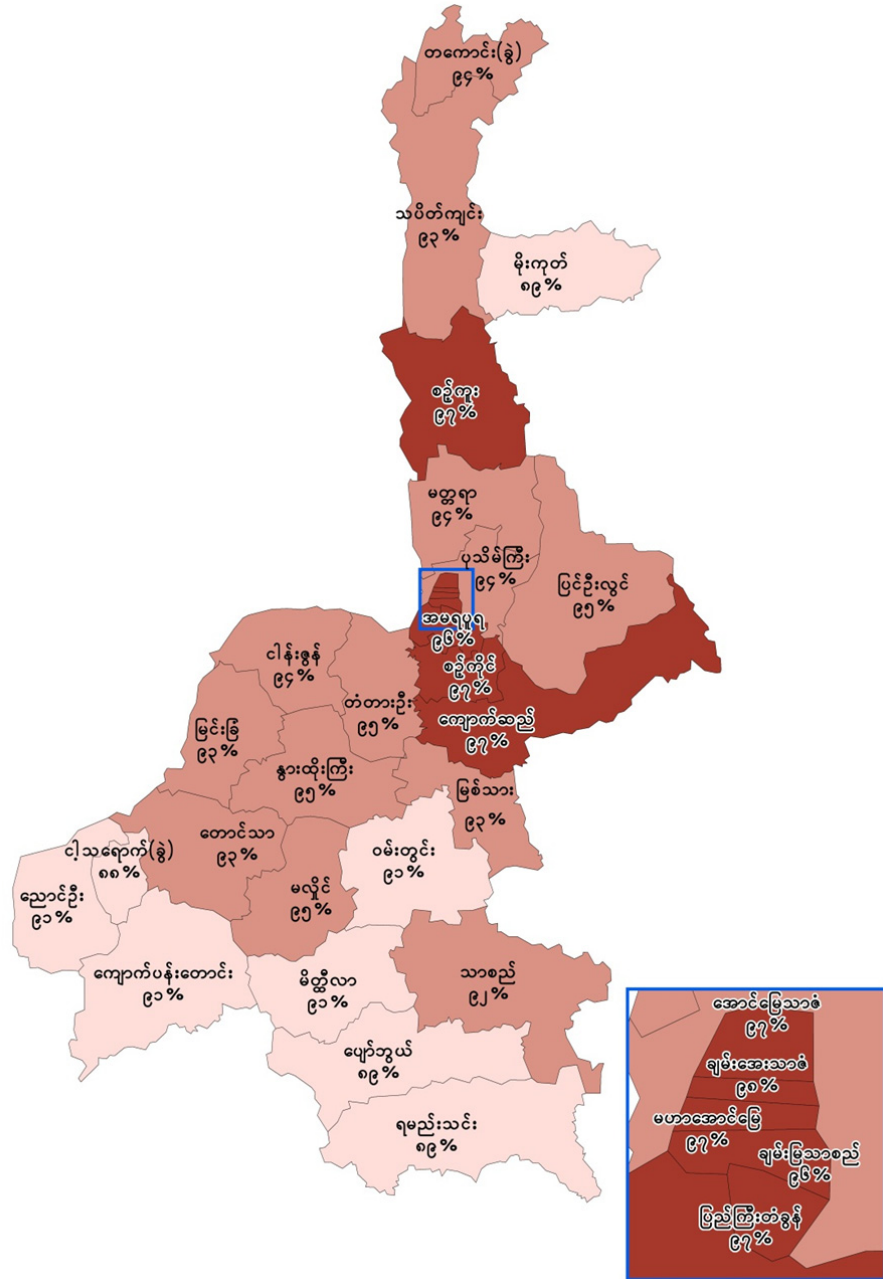 တကောင်း(ခွဲ)
၉၄%
သပိတ်ကျင်း
၉၃%
မိုးကုတ်
၈၉%
စဥ့်ကူး
၉၇%
မတ္တရာ
၉၄%
ပုသိမ်ကြီး
၉၄%
ပြင်ဦးလွင်
၉၅%
အမရပူရ
၉၆%
စဥ့်ကိုင်
၉၇%
ကျောက်ဆည်
၉၇%
ငါန်းဇွန်
၉၄%
တံတားဦး
၉၅%
မြင်းခြံ
၉၃%
နွားထိုးကြီး
၉၅%
မြစ်သား
၉၃%
တောင်သာ
၉၃%
ငါ့သရောက်(ခွဲ)
၈၈%
ဝမ်းတွင်း
၉၁%
ညောင်ဦး
၉၁%
မလှိုင်
၉၅%
ကျောက်ပန်းတောင်း
၉၁%
မိတ္ထီလာ
၉၁%
သာစည်
၉၂%
ပျော်ဘွယ်
၈၉%
ရမည်းသင်း
၈၉%
အောင်မြေသာဇံ
၉၇%
ချမ်းအေးသာဇံ
၉၈%
မဟာအောင်မြေ
၉၇%
ချမ်းမြသာစည်
၉၆%
ပြည်ကြီးတံခွန်
၉၇%